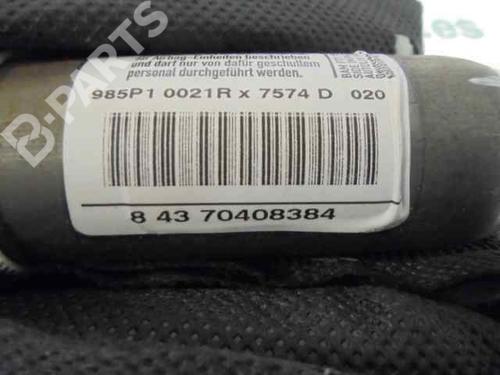 B-PARTS
und darf nur von dafür geschultem
personal durchgeführt werden.
985P1 0021R x 7574 D 020
8 43 70408384